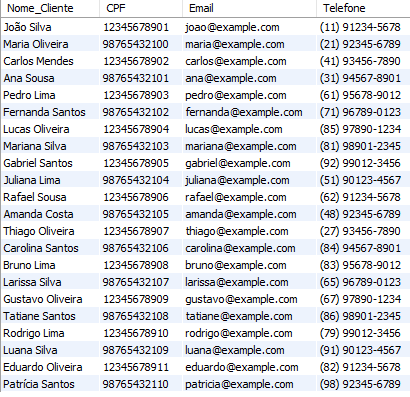 Nome_Cliente CPF Email Telefone
João Silva 12345678901 joao@example.com (11) 91234-5678
Maria Oliveira 98765432100 maria@example.com (21) 92345-6789
Carlos Mendes 12345678902 carlos@example.com (41) 93456-7890
Ana Sousa 98765432101 ana@example.com (31) 94567-8901
Pedro Lima 12345678903 pedro@example.com (61) 95678-9012
Fernanda Santos 98765432102 fernanda@example.com (71) 96789-0123
Lucas Oliveira 12345678904 lucas@example.com (85) 97890-1234
Mariana Silva 98765432103 mariana@example.com (81) 98901-2345
Gabriel Santos 12345678905 gabriel@example.com (92) 99012-3456
Juliana Lima 98765432104 juliana@example.com (51) 90123-4567
Rafael Sousa 12345678906 rafael@example.com (62) 91234-5678
Amanda Costa 98765432105 amanda@example.com (48) 92345-6789
Thiago Oliveira 12345678907 thiago@example.com (27) 93456-7890
Carolina Santos 98765432106 carolina@example.com (84) 94567-8901
Bruno Lima 12345678908 bruno@example.com (83) 95678-9012
Larissa Silva 98765432107 larissa@example.com (65) 96789-0123
Gustavo Oliveira 12345678909 gustavo@example.com (67) 97890-1234
Tatiane Santos 98765432108 tatiane@example.com (86) 98901-2345
Rodrigo Lima 12345678910 rodrigo@example.com (79) 99012-3456
Luana Silva 98765432109 luana@example.com (91) 90123-4567
Eduardo Oliveira 12345678911 eduardo@example.com (82) 91234-5678
Patrícia Santos 98765432110 patricia@example.com (98) 92345-6789